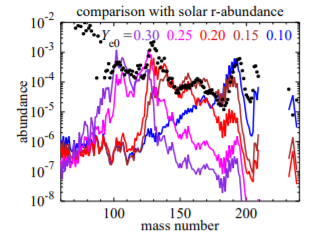 comparison with solar r-abundance
Yₑ₀ = 0.30 0.25 0.20 0.15 0.10
10⁻²
10⁻³
10⁻⁴
10⁻⁵
10⁻⁶
10⁻⁷
10⁻⁸
abundance
100 150 200
mass number